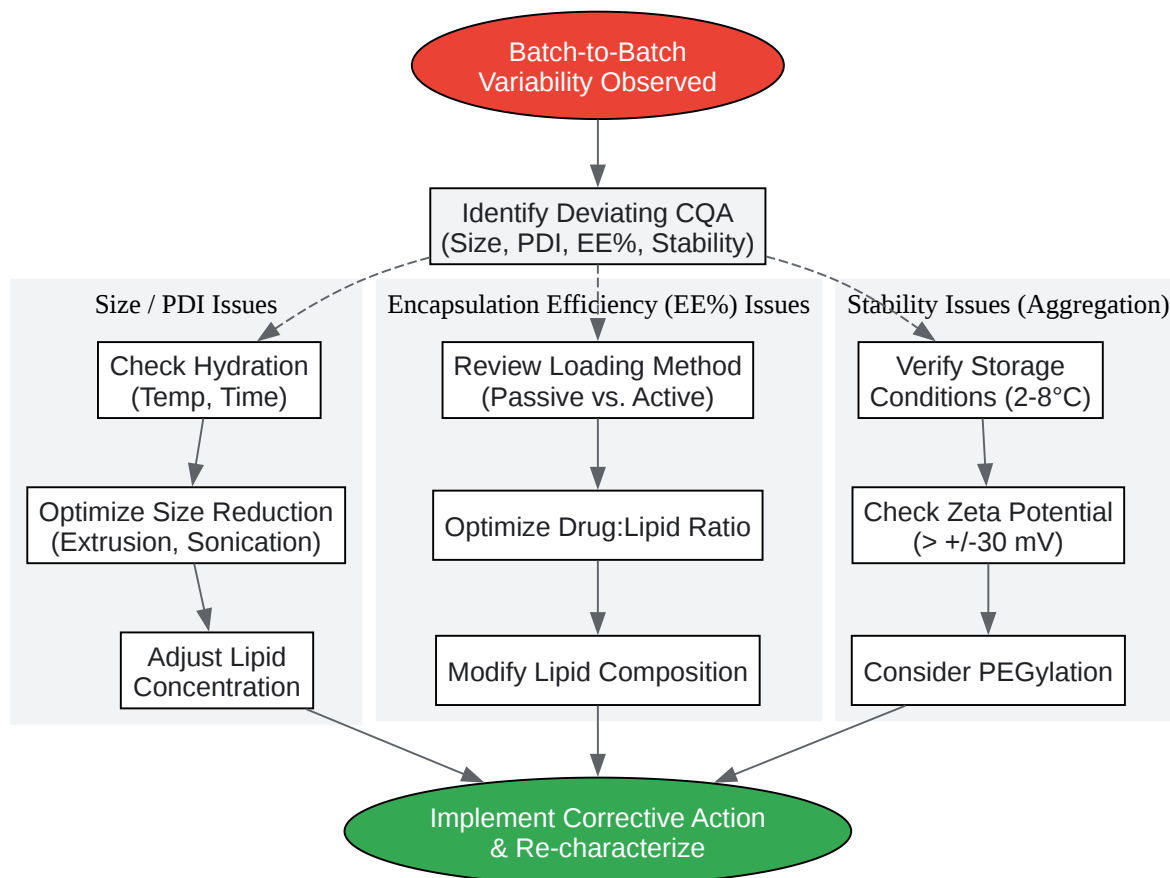 Batch-to-Batch
Variability Observed
Identify Deviating CQA
(Size, PDI, EE%, Stability)
Size / PDI Issues
Check Hydration
(Temp, Time)
Optimize Size Reduction
(Extrusion, Sonication)
Adjust Lipid
Concentration
Encapsulation Efficiency (EE%) Issues
Review Loading Method
(Passive vs. Active)
Optimize Drug:Lipid Ratio
Modify Lipid Composition
Stability Issues (Aggregation)
Verify Storage
Conditions (2-8°C)
Check Zeta Potential
(> +/-30 mV)
Consider PEGylation
Implement Corrective Action
& Re-characterize